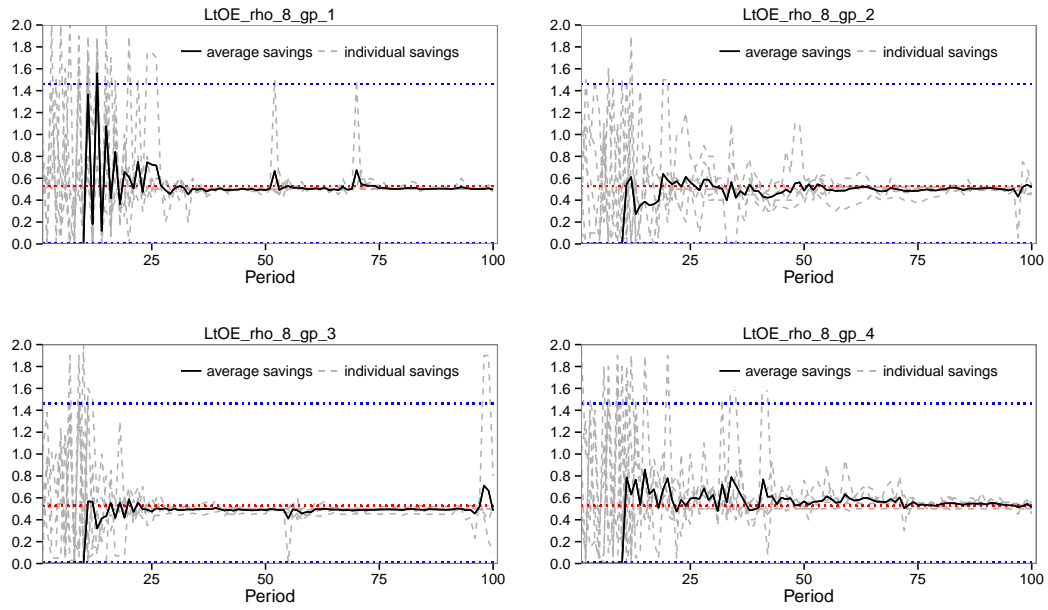 LtOE_rho_8_gp_1
average savings individual savings
2.0
1.8
1.6
1.4
1.2
1.0
0.8
0.6
0.4
0.2
0.0
25 50 75 100
Period
LtOE_rho_8_gp_2
average savings individual savings
2.0
1.8
1.6
1.4
1.2
1.0
0.8
0.6
0.4
0.2
0.0
25 50 75 100
Period
LtOE_rho_8_gp_3
average savings individual savings
2.0
1.8
1.6
1.4
1.2
1.0
0.8
0.6
0.4
0.2
0.0
25 50 75 100
Period
LtOE_rho_8_gp_4
average savings individual savings
2.0
1.8
1.6
1.4
1.2
1.0
0.8
0.6
0.4
0.2
0.0
25 50 75 100
Period